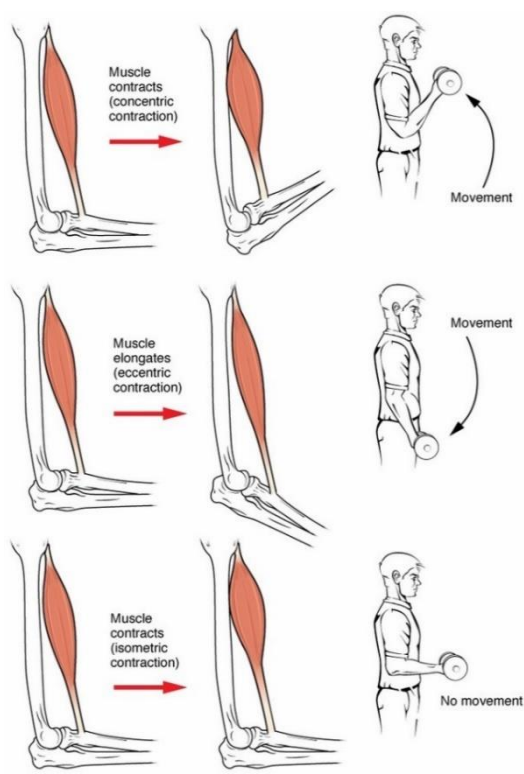 Muscle
contracts
(concentric
contraction)
Movement
Muscle
elongates
(eccentric
contraction)
Movement
Muscle
contracts
(isometric
contraction)
No movement